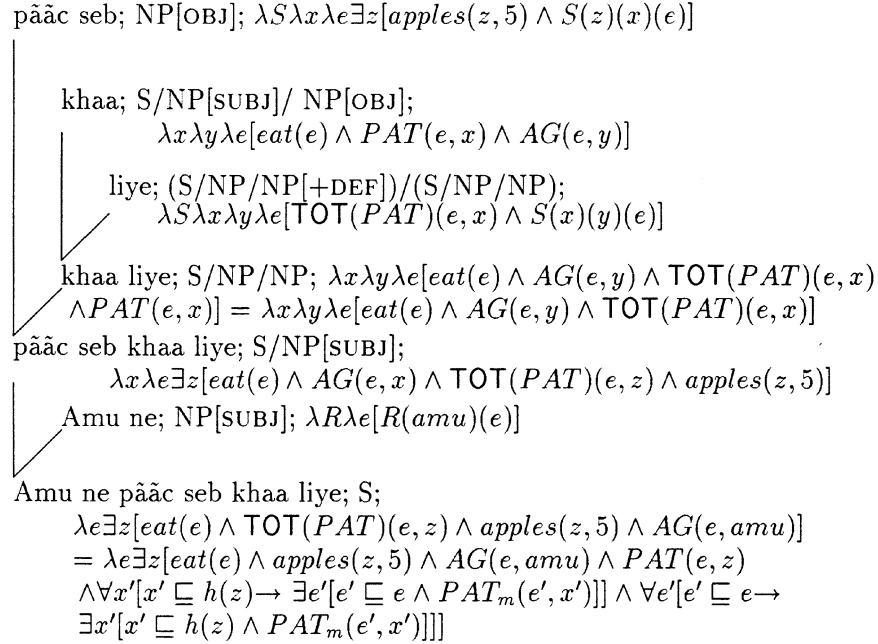 pããc seb; NP[OBJ]; λSλxλe∃z[apples(z, 5) ∧ S(z)(x)(e)]
khaa; S/NP[SUBJ]/ NP[OBJ];
λxλyλe[eat(e) ∧ PAT(e, x) ∧ AG(e, y)]
liye; (S/NP/NP[+DEF])/(S/NP/NP);
λSλxλyλe[TOT(PAT)(e, x) ∧ S(x)(y)(e)]
khaa liye; S/NP/NP; λxλyλe[eat(e) ∧ AG(e, y) ∧ TOT(PAT)(e, x)
∧PAT(e, x)] = λxλyλe[eat(e) ∧ AG(e, y) ∧ TOT(PAT)(e, x)]
pããc seb khaa liye; S/NP[SUBJ];
λxλe∃z[eat(e) ∧ AG(e, x) ∧ TOT(PAT)(e, z) ∧ apples(z, 5)]
Amu ne; NP[SUBJ]; λRλe[R(amu)(e)]
Amu ne pããc seb khaa liye; S;
λe∃z[eat(e) ∧ TOT(PAT)(e, z) ∧ apples(z, 5) ∧ AG(e, amu)]
= λe∃z[eat(e) ∧ apples(z, 5) ∧ AG(e, amu) ∧ PAT(e, z)
∧∀x′[x′ ⊑ h(z)→ ∃e′[e′ ⊑ e ∧ PATₘ(e′, x′)]] ∧ ∀e′[e′ ⊑ e→
∃x′[x′ ⊑ h(z) ∧ PATₘ(e′, x′)]]]